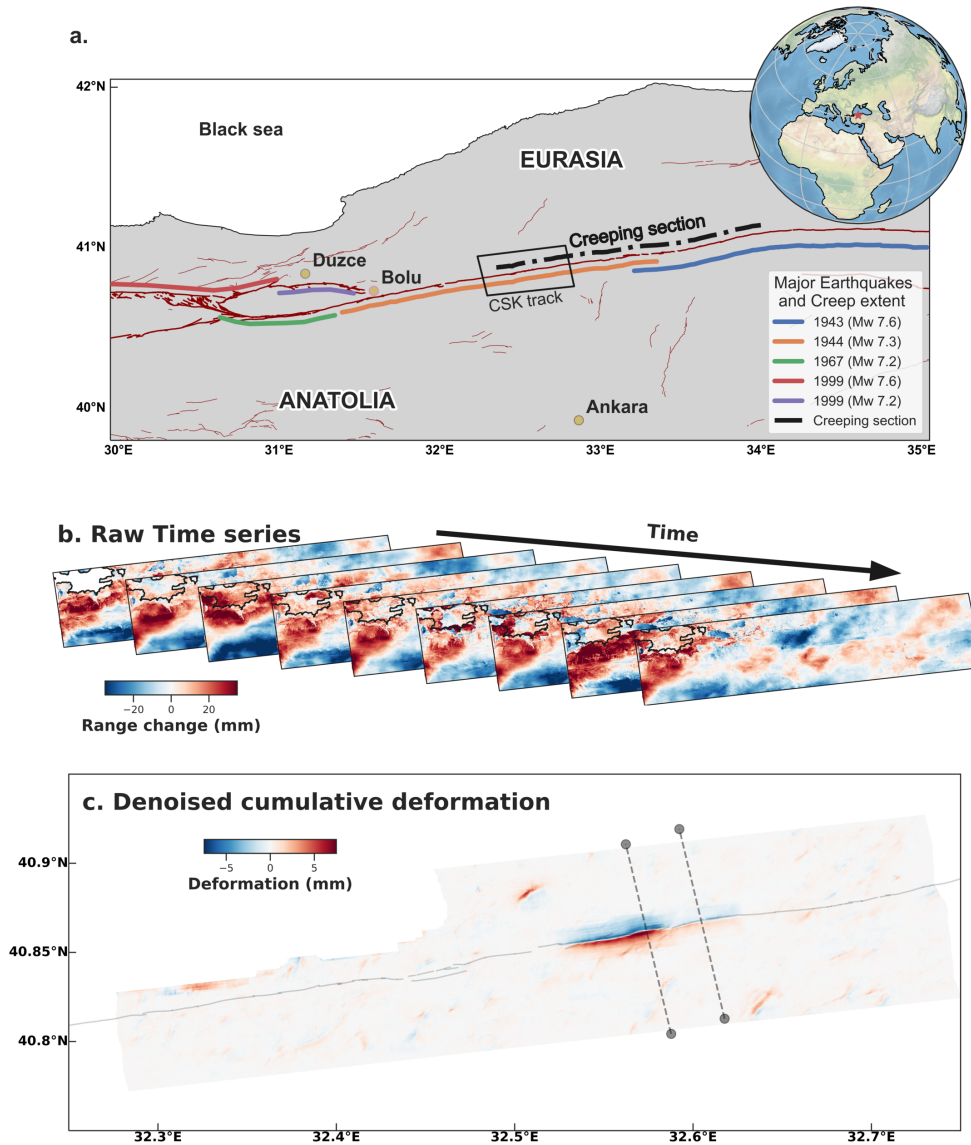 a.
42°N
Black sea
EURASIA
41°N
Creeping section
Düzce
Bolu
CSK track
Major Earthquakes
and Creep extent
1943 (Mw 7.6)
1944 (Mw 7.3)
1967 (Mw 7.2)
1999 (Mw 7.6)
1999 (Mw 7.2)
Creeping section
ANATOLIA
Ankara
40°N
30°E
31°E
32°E
33°E
34°E
35°E
b. Raw Time series
Time
−20
0
20
Range change (mm)
c. Denoised cumulative deformation
−5
0
5
Deformation (mm)
40.9°N
40.85°N
40.8°N
32.3°E
32.4°E
32.5°E
32.6°E
32.7°E